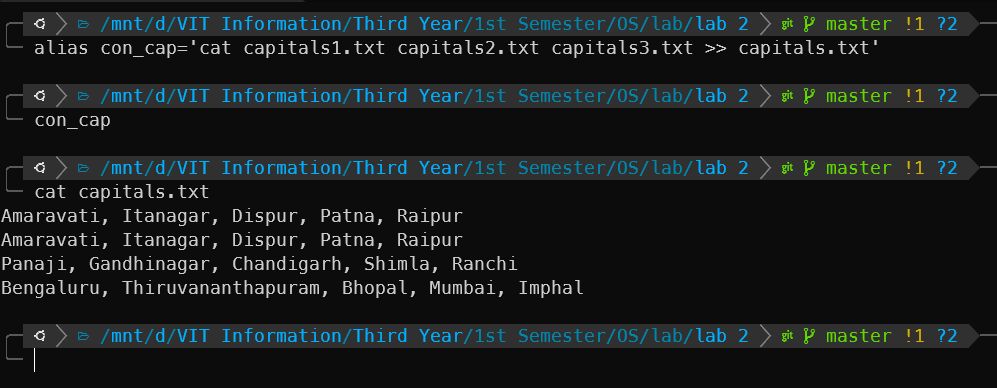 /mnt/d/VIT Information/Third Year/1st Semester/OS/lab/lab 2 git master !1 ?2
alias con_cap='cat capitals1.txt capitals2.txt capitals3.txt >> capitals.txt'
/mnt/d/VIT Information/Third Year/1st Semester/OS/lab/lab 2 git master !1 ?2
con_cap
/mnt/d/VIT Information/Third Year/1st Semester/OS/lab/lab 2 git master !1 ?2
cat capitals.txt
Amaravati, Itanagar, Dispur, Patna, Raipur
Amaravati, Itanagar, Dispur, Patna, Raipur
Panaji, Gandhinagar, Chandigarh, Shimla, Ranchi
Bengaluru, Thiruvananthapuram, Bhopal, Mumbai, Imphal
/mnt/d/VIT Information/Third Year/1st Semester/OS/lab/lab 2 git master !1 ?2